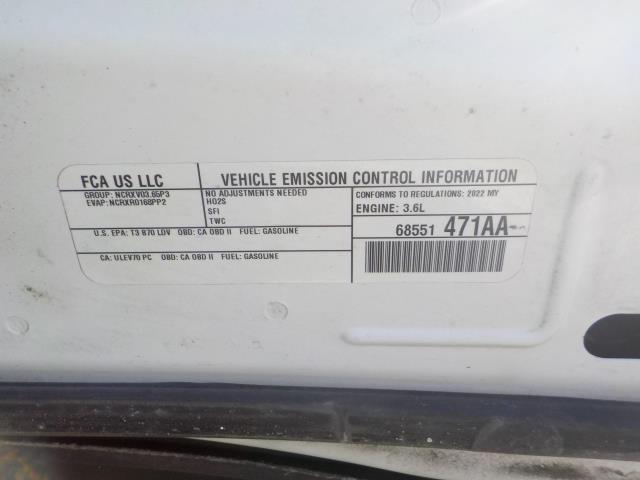 FCA US LLC
VEHICLE EMISSION CONTROL INFORMATION
GROUP: NCRXV03.65P3
EVAP: NCRXR0168PP2
NO ADJUSTMENTS NEEDED
HO2S
SFI
TWC
CONFORMS TO REGULATIONS: 2022 MY
ENGINE: 3.6L
U.S. EPA: T3 B70 LDV OBD: CA OBD II FUEL: GASOLINE
CA: ULEV70 PC OBD: CA OBD II FUEL: GASOLINE
68551 471AA